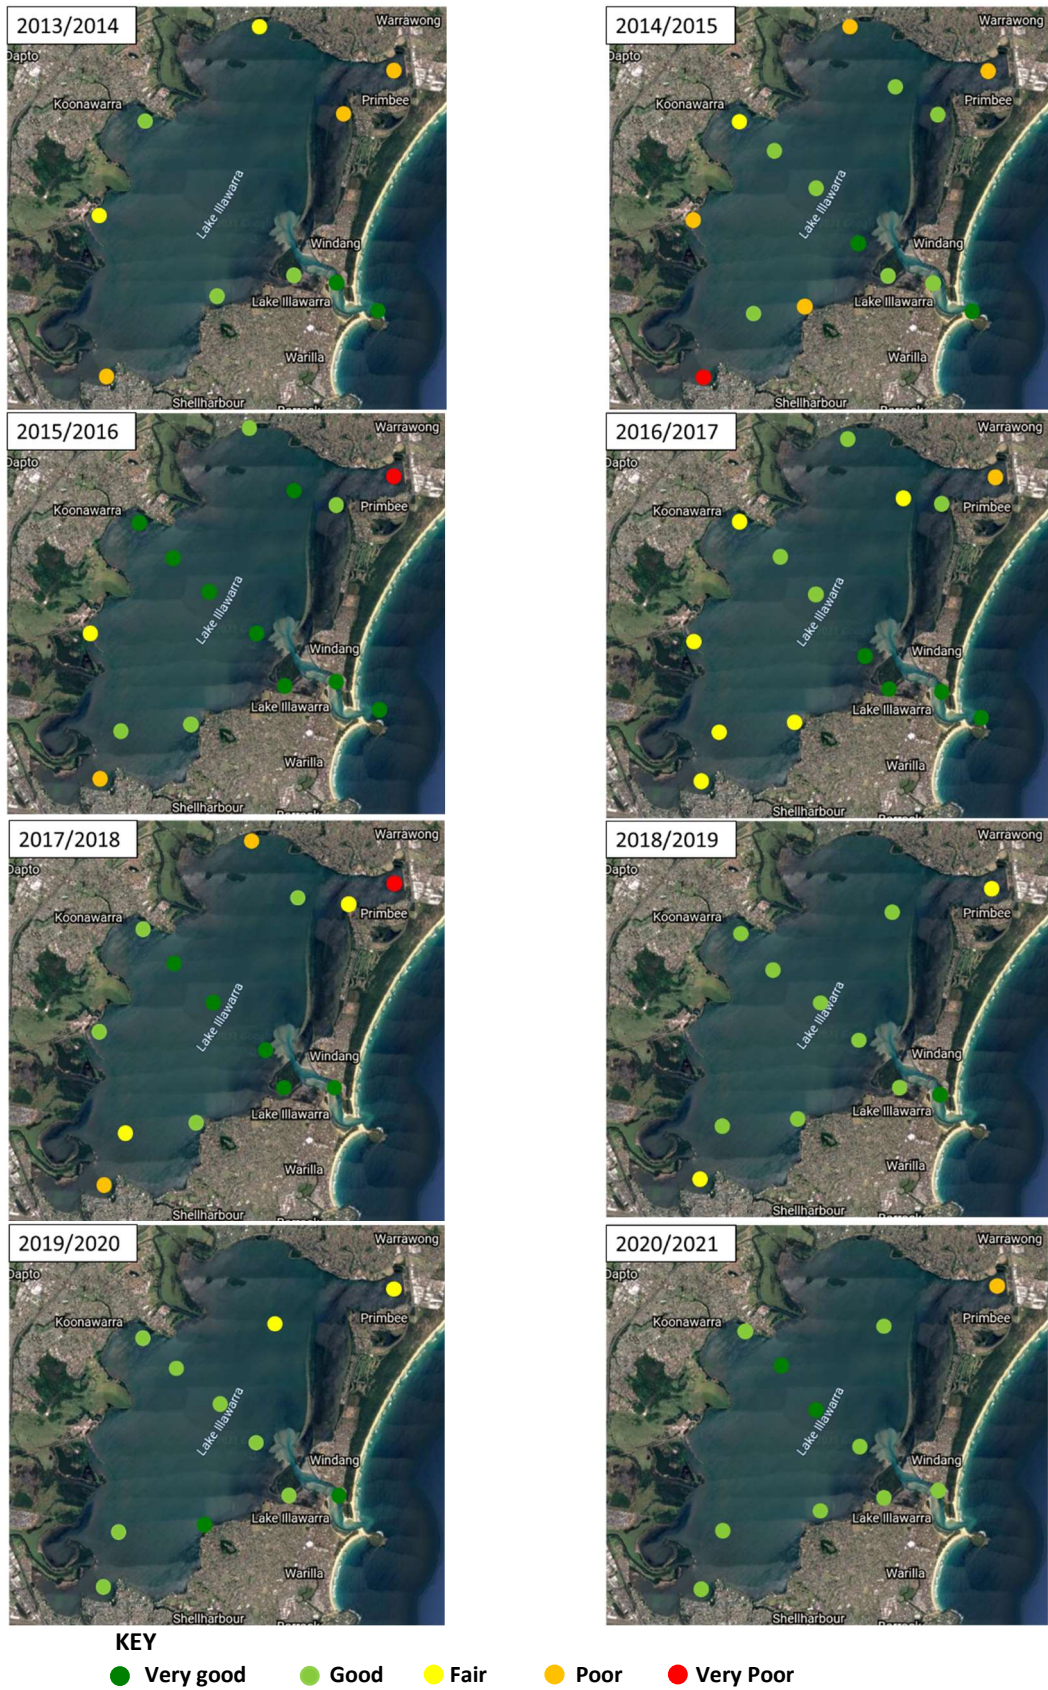 2013/2014
Warrawong
Dapto
Primbee
Koonawarra
Lake Illawarra
Windang
Lake Illawarra
Warilla
Shellharbour
2014/2015
Warrawong
Dapto
Primbee
Koonawarra
Lake Illawarra
Windang
Lake Illawarra
Warilla
Shellharbour
2015/2016
Warrawong
Dapto
Primbee
Koonawarra
Lake Illawarra
Windang
Lake Illawarra
Warilla
Shellharbour
2016/2017
Warrawong
Dapto
Primbee
Koonawarra
Lake Illawarra
Windang
Lake Illawarra
Warilla
Shellharbour
2017/2018
Warrawong
Dapto
Primbee
Koonawarra
Lake Illawarra
Windang
Lake Illawarra
Warilla
Shellharbour
2018/2019
Warrawong
Dapto
Primbee
Koonawarra
Lake Illawarra
Windang
Lake Illawarra
Warilla
Shellharbour
2019/2020
Warrawong
Dapto
Primbee
Koonawarra
Lake Illawarra
Windang
Lake Illawarra
Warilla
Shellharbour
2020/2021
Warrawong
Dapto
Primbee
Koonawarra
Lake Illawarra
Windang
Lake Illawarra
Warilla
Shellharbour
KEY
Very good Good Fair Poor Very Poor